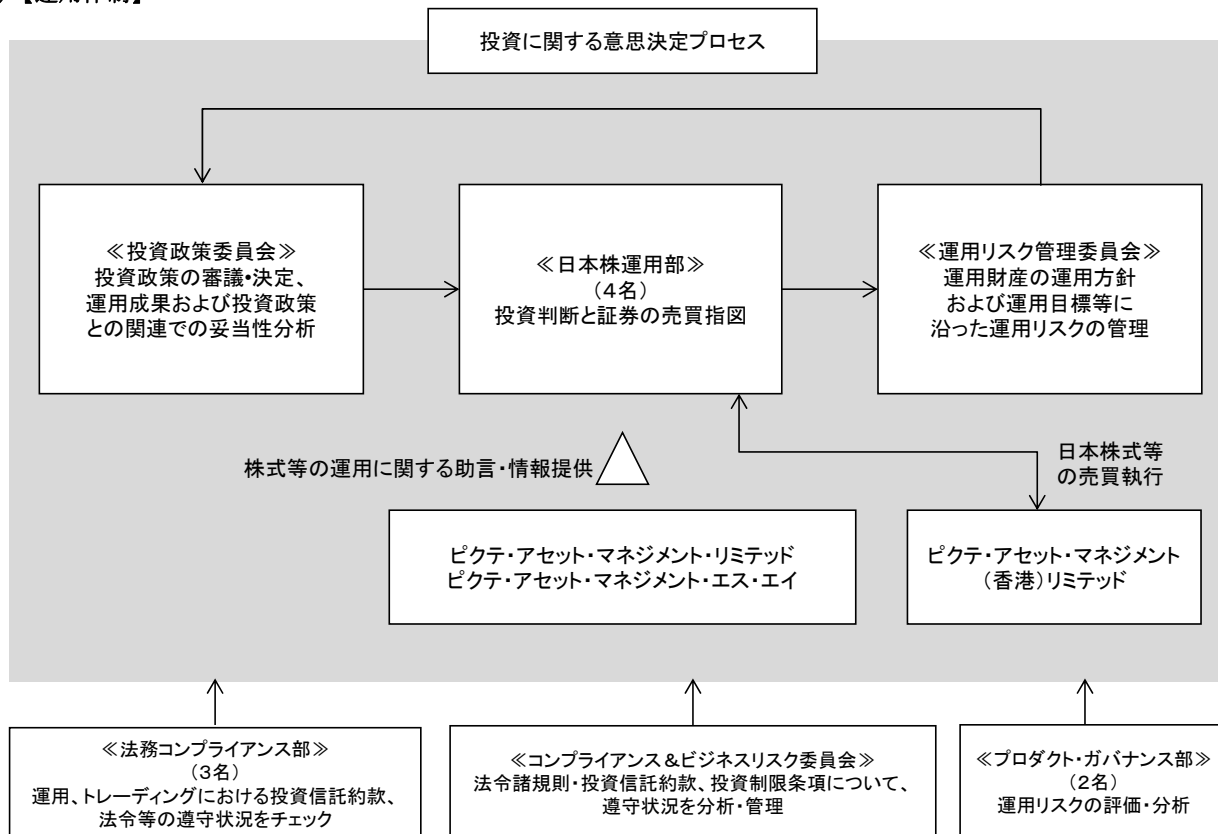 【運用体制】
投資に関する意思決定プロセス
≪投資政策委員会≫
投資政策の審議・決定、
運用成果および投資政策
との関連での妥当性分析
≪日本株運用部≫
(4名)
投資判断と証券の売買指図
≪運用リスク管理委員会≫
運用財産の運用方針
および運用目標等に
沿った運用リスクの管理
株式等の運用に関する助言・情報提供
日本株式等
の売買執行
ピクテ・アセット・マネジメント・リミテッド
ピクテ・アセット・マネジメント・エス・エイ
ピクテ・アセット・マネジメント
(香港)リミテッド
≪法務コンプライアンス部≫
(3名)
運用、トレーディングにおける投資信託約款、
法令等の遵守状況をチェック
≪コンプライアンス&ビジネスリスク委員会≫
法令諸規則・投資信託約款、投資制限条項について、
遵守状況を分析・管理
≪プロダクト・ガバナンス部≫
(2名)
運用リスクの評価・分析